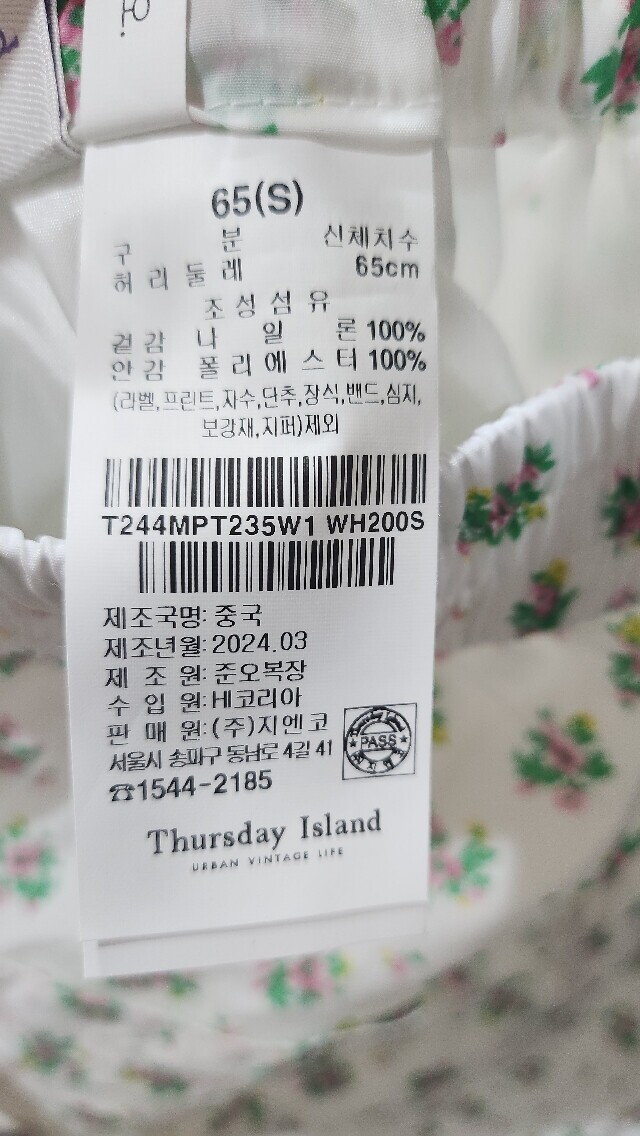 요?
65(S)
구 분 신체치수
허 리 둘 레 65cm
조 성 섬 유
겉 감 나 일 론 100%
안 감 폴 리 에 스 터 100%
(라벨,프린트,자수,단추,장식,밴드,심지,
보강재,지퍼)제외
T244MPT235W1 WH200S
제조국명: 중국
제조년월: 2024.03
제 조 원: 준오복장
수 입 원: 헤코리아
판 매 원: (주)지엔코
서울시 송파구 동남로 4길 41
☎1544-2185
PASS
Thursday Island
URBAN VINTAGE LIFE